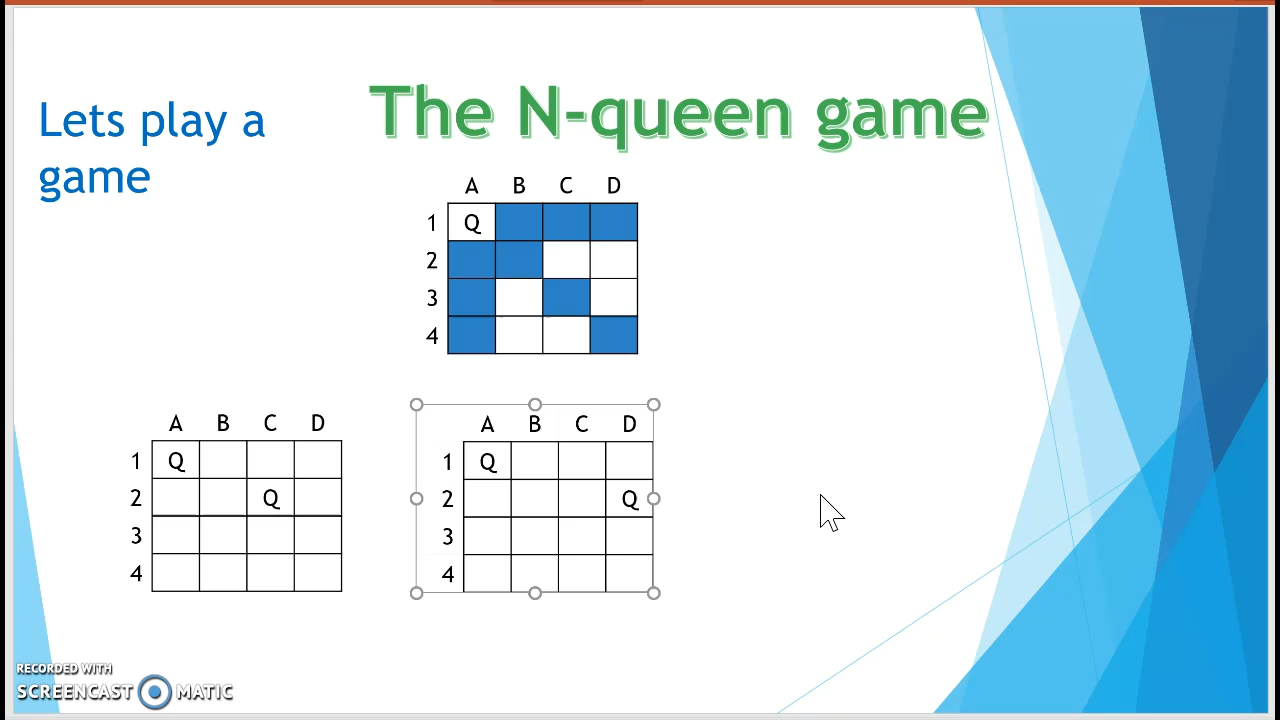 The N-queen game
Lets play a
game
A B C D
1 Q
2
3
4
A B C D
1 Q
2 Q
3
4
A B C D
1 Q
2 Q
3
4
RECORDED WITH
SCREENCAST MATIC